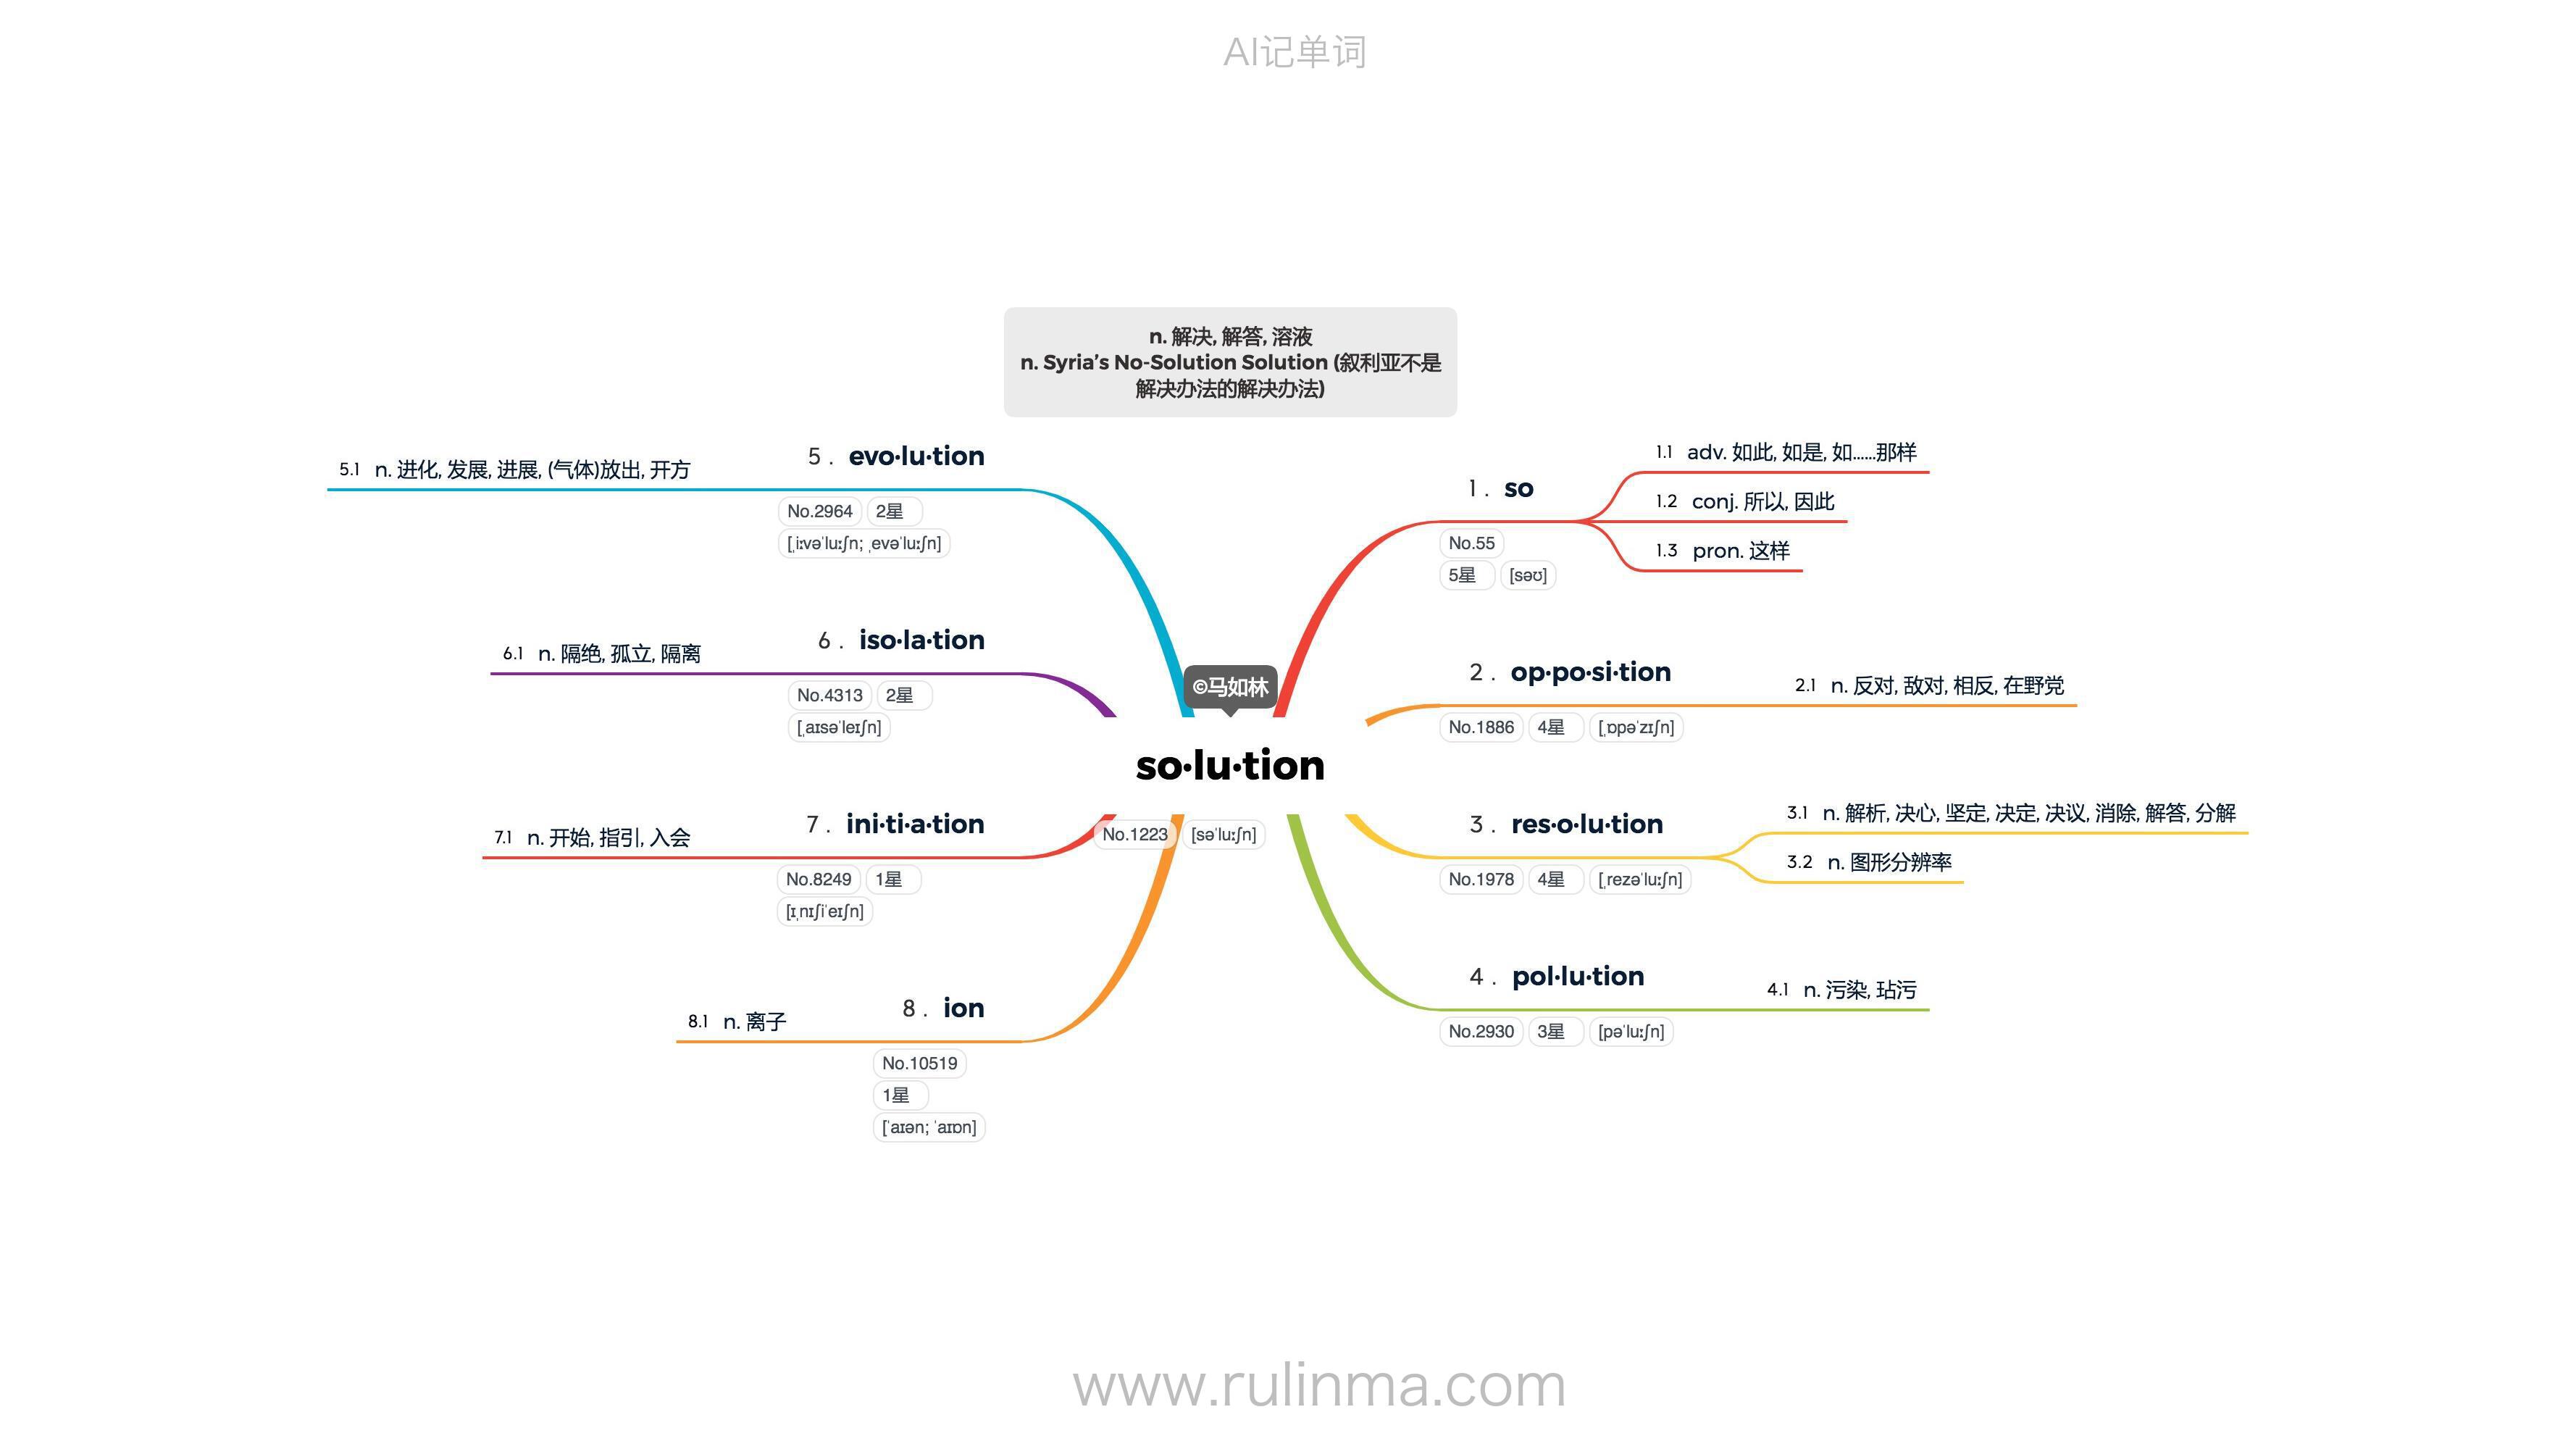 AI记单词
n. 解决, 解答, 溶液
n. Syria’s No-Solution Solution (叙利亚不是
解决办法的解决办法)
©马如林
so·lu·tion
No.1223 [səˈluːʃn]
1 . so
No.55
5星 [səʊ]
1.1 adv. 如此, 如是, 如……那样
1.2 conj. 所以, 因此
1.3 pron. 这样
2 . op·po·si·tion
No.1886 4星 [ˌɒpəˈzɪʃn]
2.1 n. 反对, 敌对, 相反, 在野党
3 . res·o·lu·tion
No.1978 4星 [ˌrezəˈluːʃn]
3.1 n. 解析, 决心, 坚定, 决定, 决议, 消除, 解答, 分解
3.2 n. 图形分辨率
4 . pol·lu·tion
No.2930 3星 [pəˈluːʃn]
4.1 n. 污染, 玷污
5 . evo·lu·tion
No.2964 2星
[ˌiːvəˈluːʃn; ˌevəˈluːʃn]
5.1 n. 进化, 发展, 进展, (气体)放出, 开方
6 . iso·la·tion
No.4313 2星
[ˌaɪsəˈleɪʃn]
6.1 n. 隔绝, 孤立, 隔离
7 . ini·ti·a·tion
No.8249 1星
[ɪˌnɪʃiˈeɪʃn]
7.1 n. 开始, 指引, 入会
8 . ion
No.10519
1星
[ˈaɪən; ˈaɪɒn]
8.1 n. 离子
www.rulinma.com